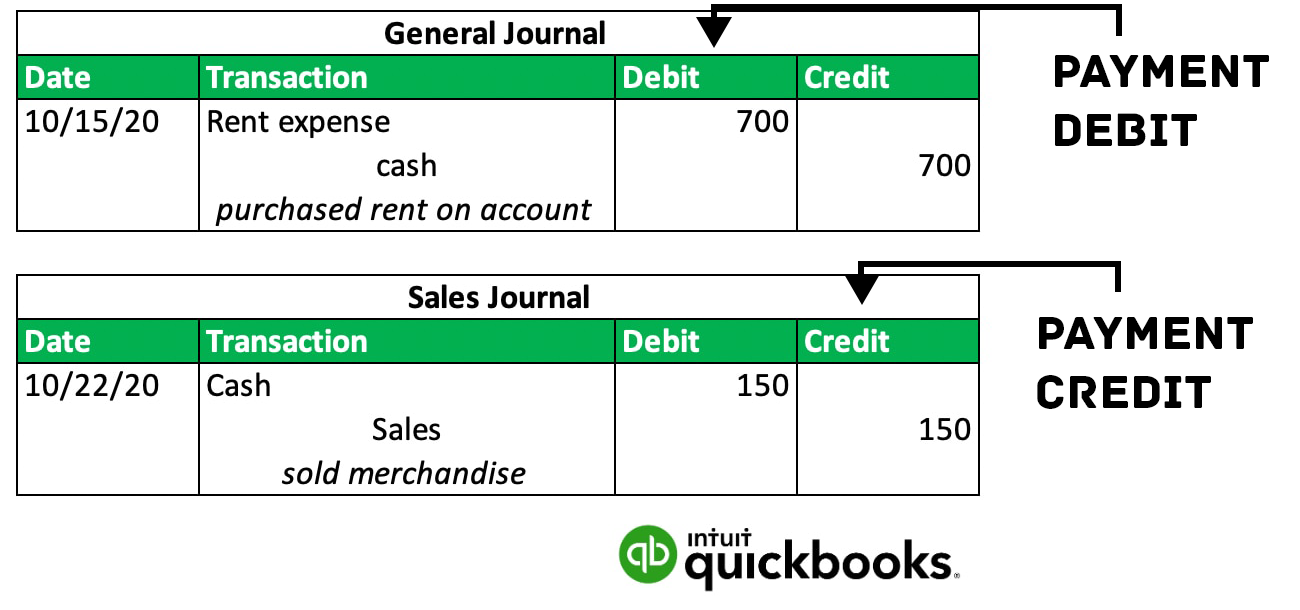 General Journal
Date Transaction Debit Credit
10/15/20 Rent expense 700
cash 700
purchased rent on account
PAYMENT
DEBIT
Sales Journal
Date Transaction Debit Credit
10/22/20 Cash 150
Sales 150
sold merchandise
PAYMENT
CREDIT
qb
intuit
quickbooks.